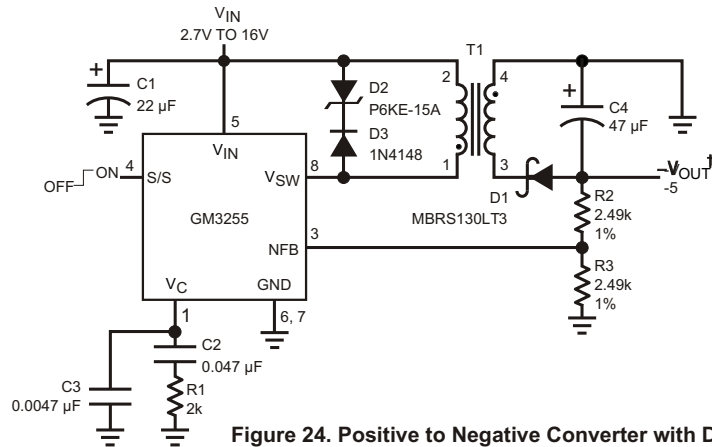 VIN
2.7V TO 16V
T1
+
C1
22 µF
D2
P6KE-15A
D3
1N4148
2
4
+
C4
47 µF
5
VIN
OFF ON 4 S/S
VSW 8
1
3
D1
MBRS130LT3
–VOUT†
-5
R2
2.49k
1%
GM3255
NFB 3
R3
2.49k
1%
VC
GND
1
6, 7
C2
0.047 µF
C3
0.0047 µF
R1
2k
Figure 24. Positive to Negative Converter with D